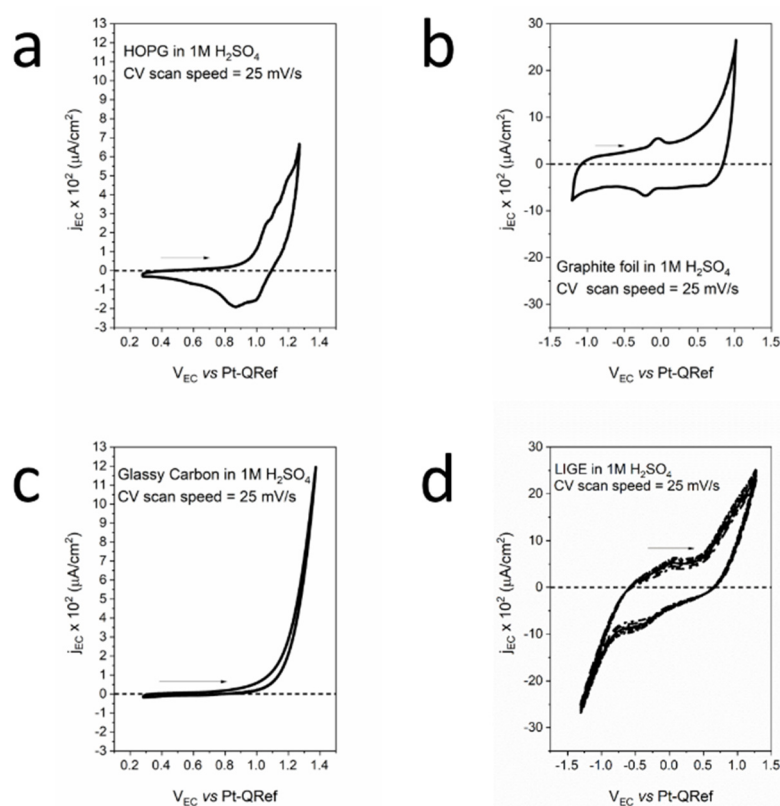 a
HOPG in 1M H₂SO₄
CV scan speed = 25 mV/s
j_EC x 10² (µA/cm²)
13
12
11
10
9
8
7
6
5
4
3
2
1
0
-1
-2
-3
0.2 0.4 0.6 0.8 1.0 1.2 1.4
V_EC vs Pt-QRef
b
j_EC x 10² (µA/cm²)
30
20
10
0
-10
-20
-30
Graphite foil in 1M H₂SO₄
CV scan speed = 25 mV/s
-1.5 -1.0 -0.5 0.0 0.5 1.0 1.5
V_EC vs Pt-QRef
c
Glassy Carbon in 1M H₂SO₄
CV scan speed = 25 mV/s
j_EC x 10² (µA/cm²)
13
12
11
10
9
8
7
6
5
4
3
2
1
0
-1
-2
-3
0.2 0.4 0.6 0.8 1.0 1.2 1.4
V_EC vs Pt-QRef
d
LIGE in 1M H₂SO₄
CV scan speed = 25 mV/s
j_EC x 10² (µA/cm²)
30
20
10
0
-10
-20
-30
-1.5 -1.0 -0.5 0.0 0.5 1.0 1.5
V_EC vs Pt-QRef